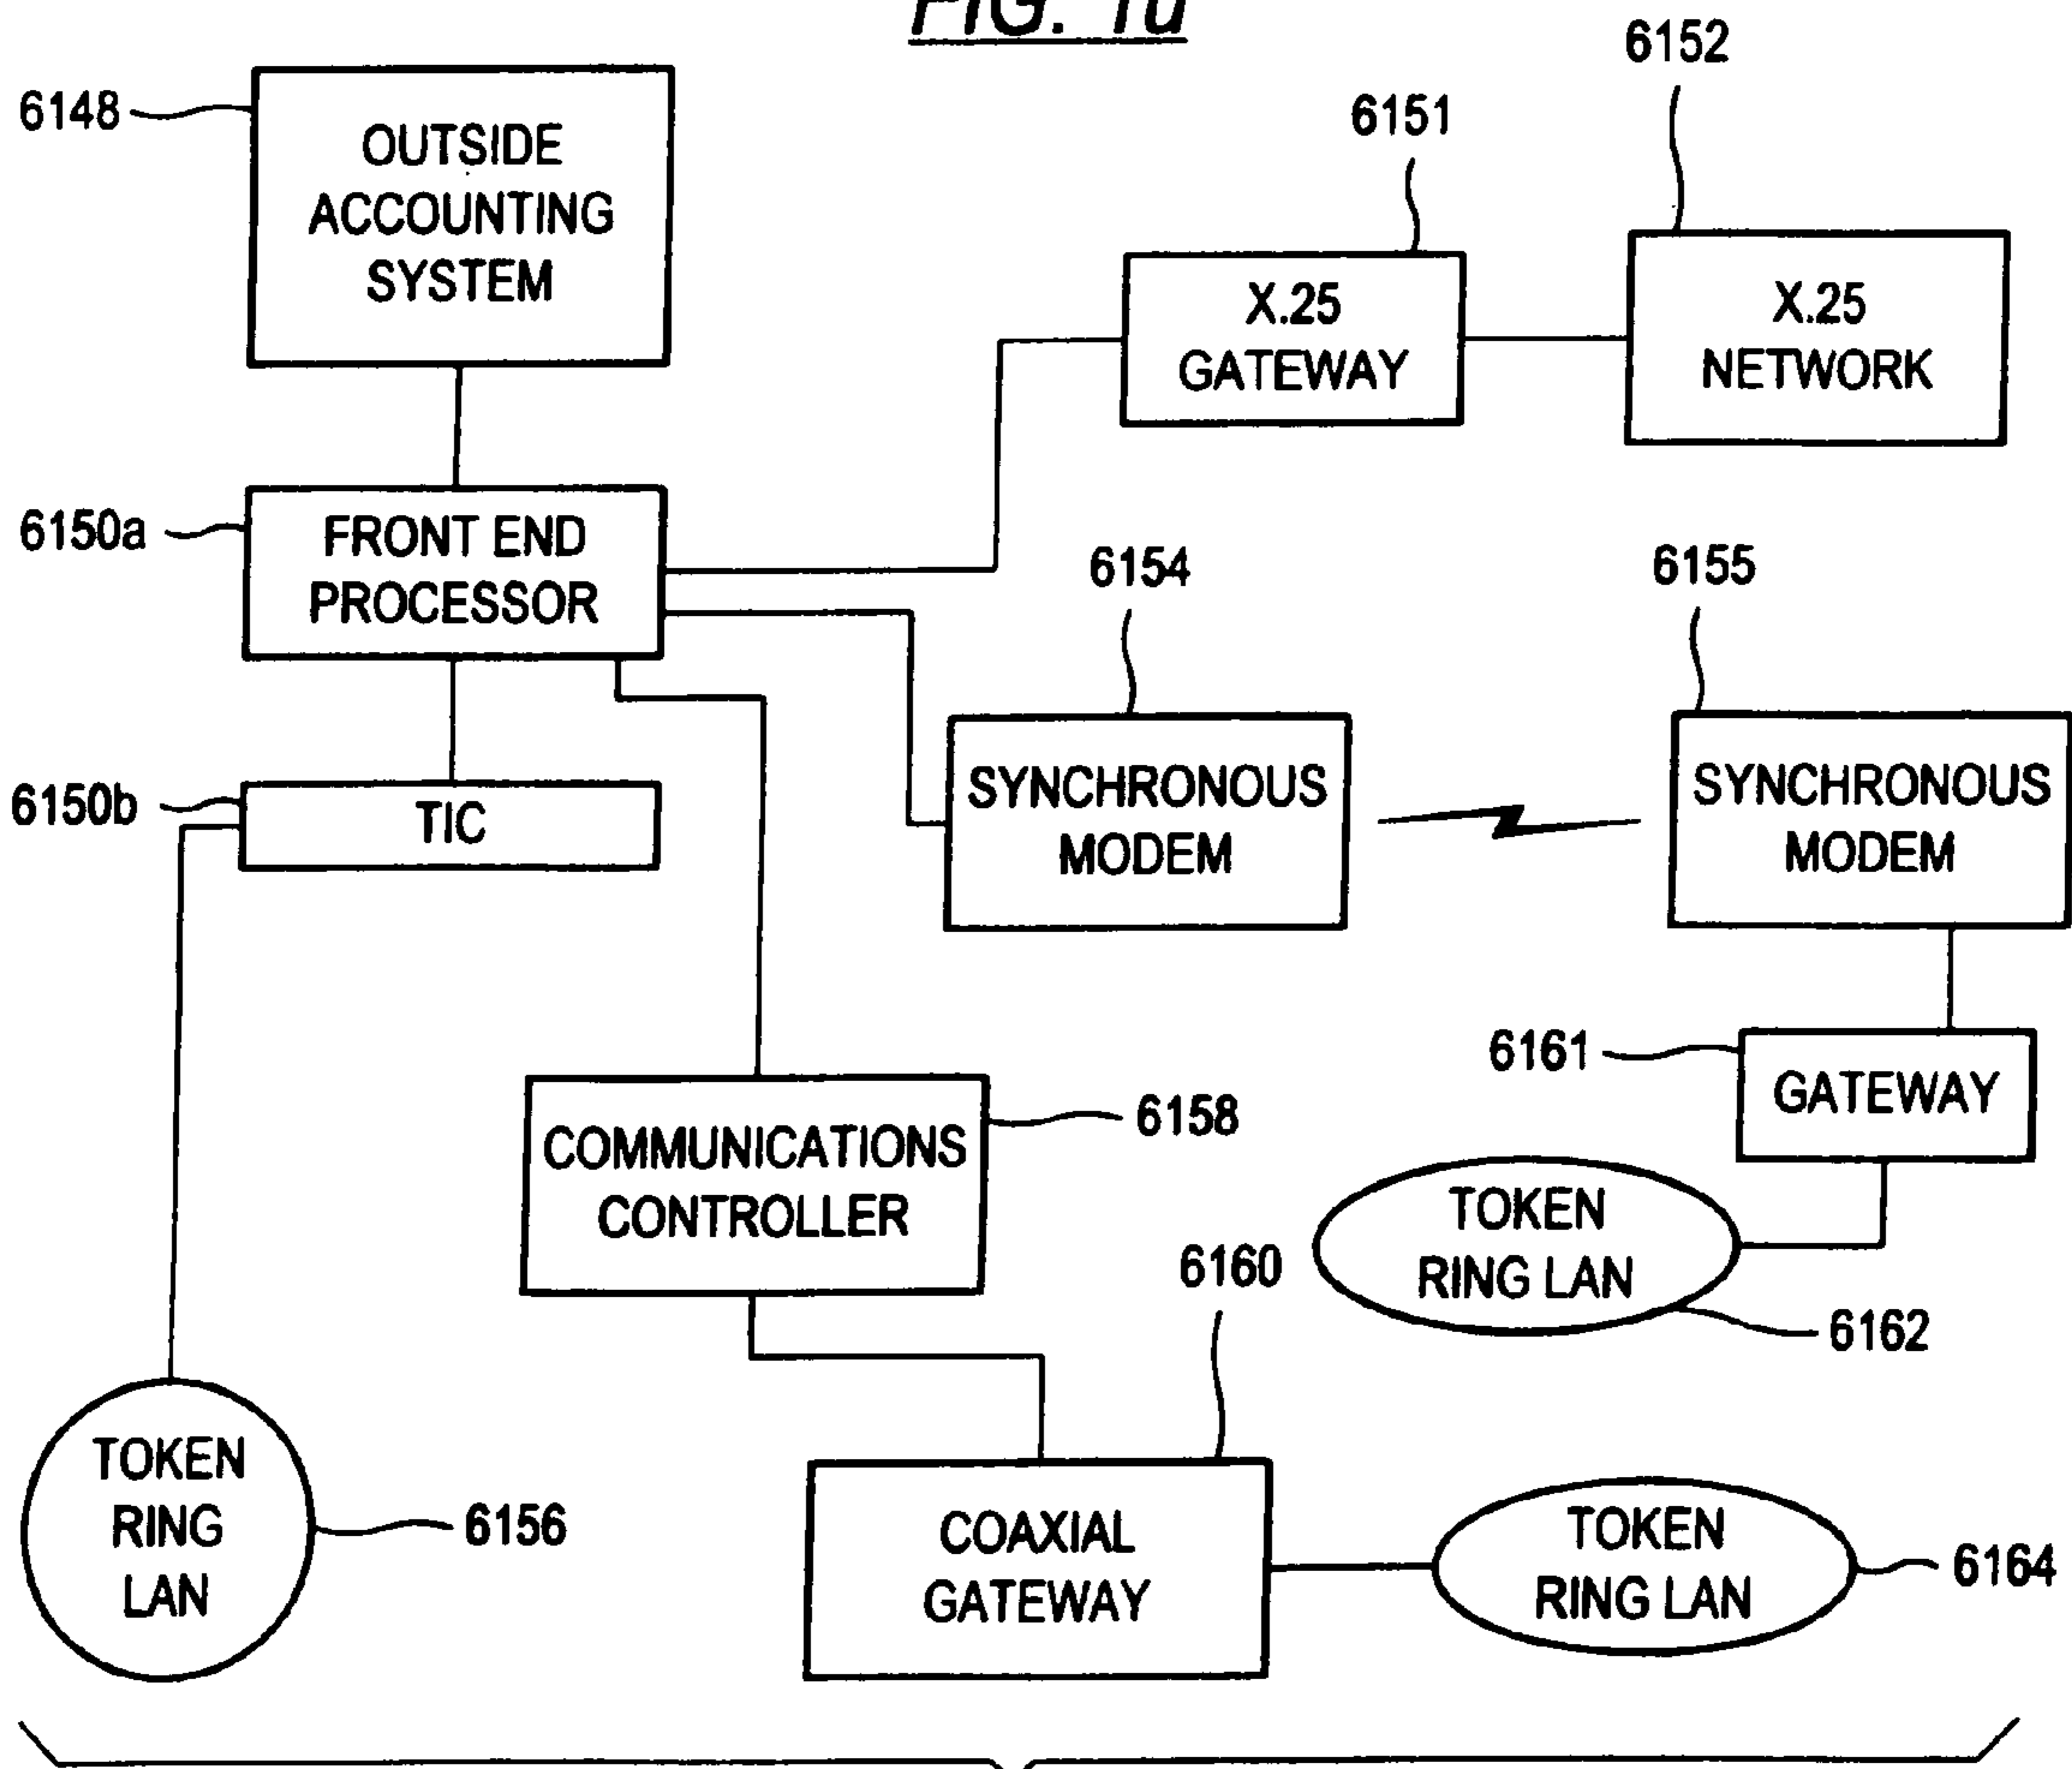 6152
6148
OUTSIDE
ACCOUNTING
SYSTEM
6151
X.25
GATEWAY
X.25
NETWORK
6150a
FRONT END
PROCESSOR
6154
6155
6150b
TIC
SYNCHRONOUS
MODEM
SYNCHRONOUS
MODEM
6161
GATEWAY
COMMUNICATIONS
CONTROLLER
6158
TOKEN
RING LAN
6160
6162
TOKEN
RING
LAN
6156
COAXIAL
GATEWAY
TOKEN
RING LAN
6164